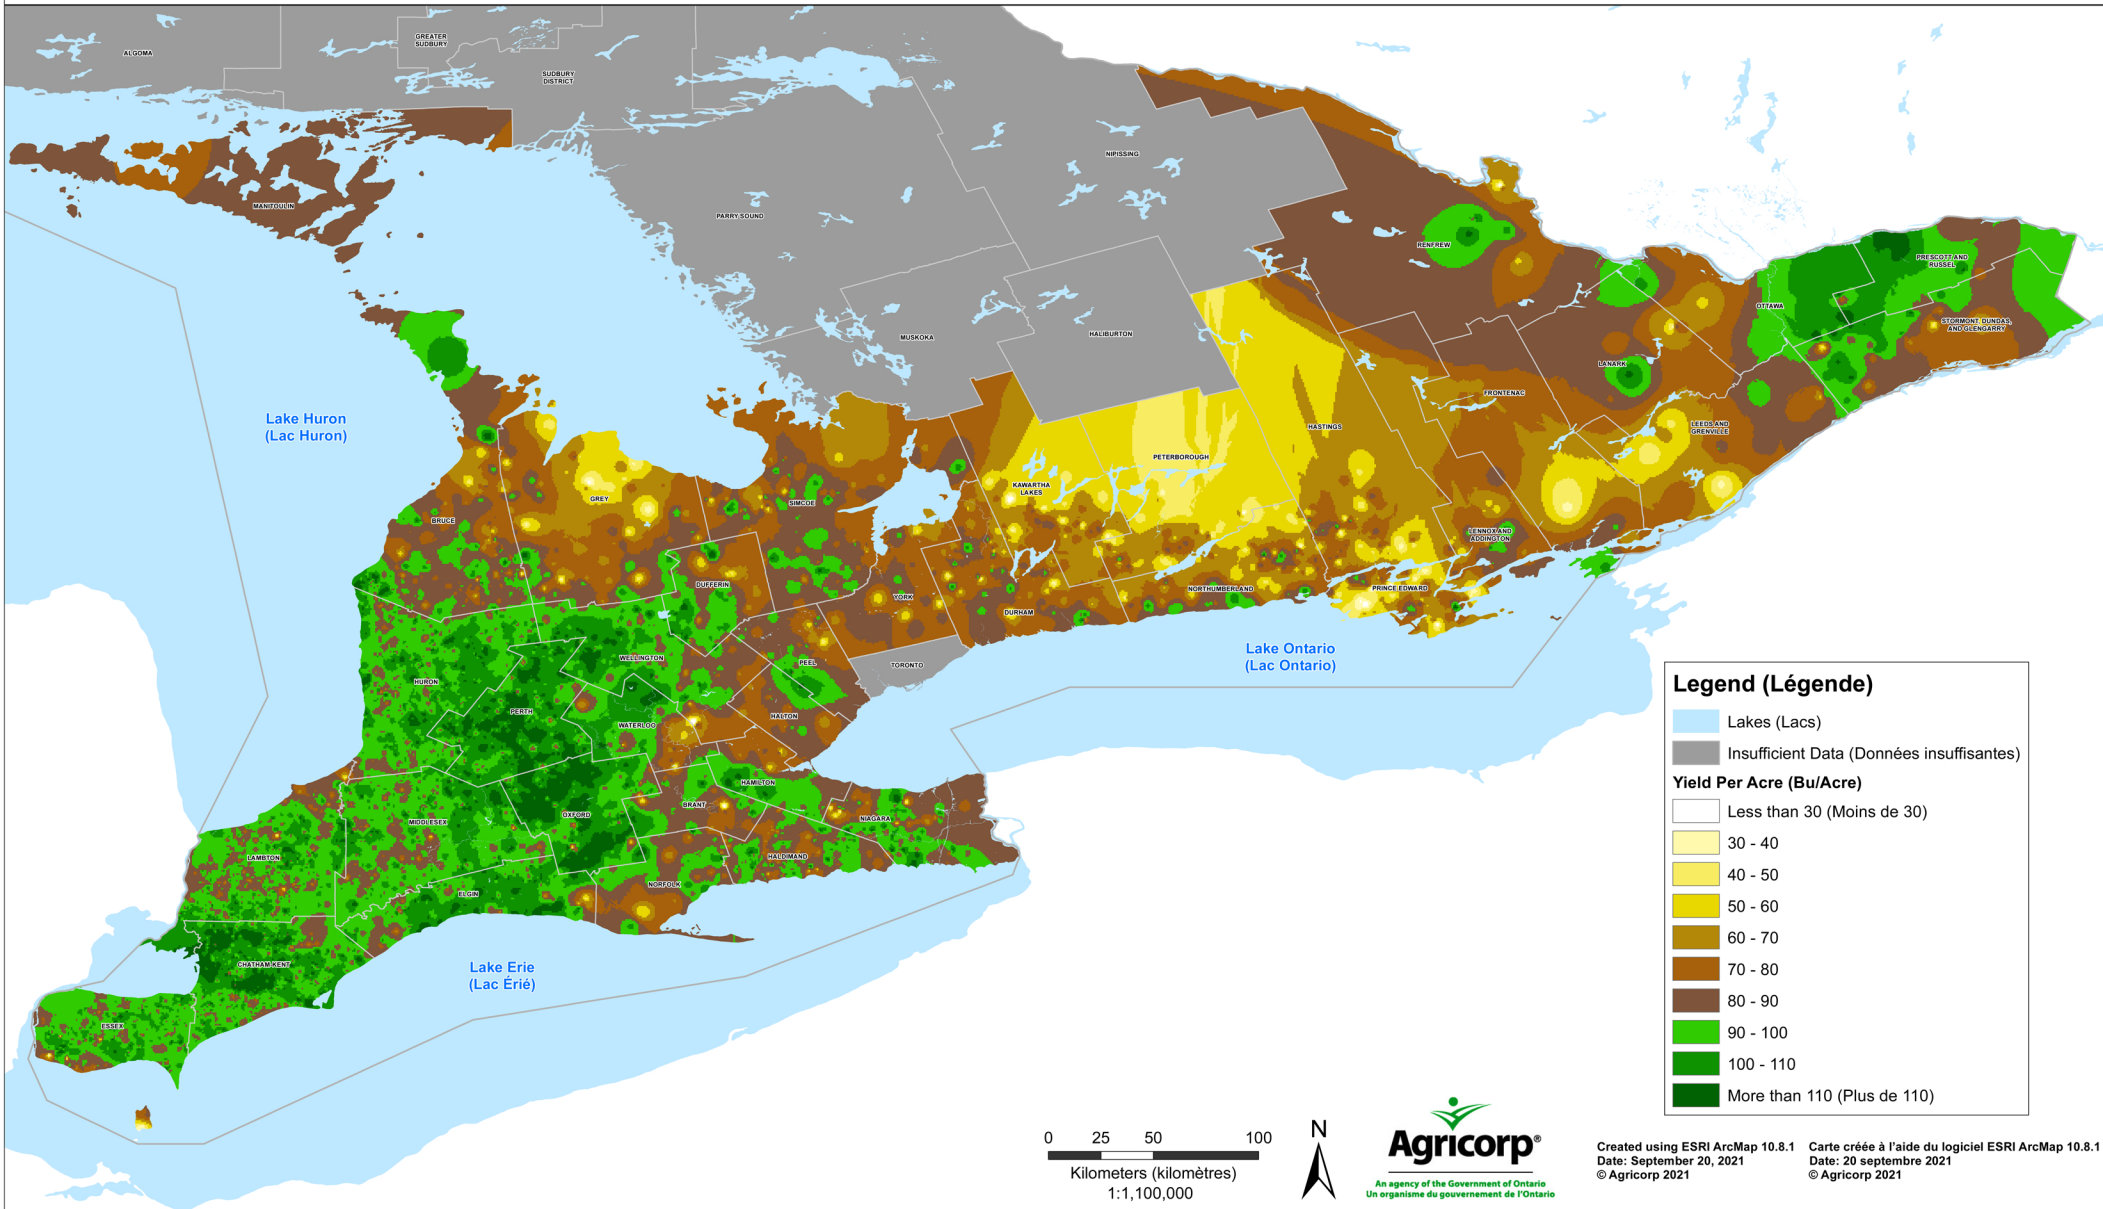 ALGOMA
GREATER
SUDBURY
SUDBURY
DISTRICT
NIPISSING
MANITOULIN
PARRY SOUND
RENFREW
PRESCOTT AND
RUSSEL
OTTAWA
STORMONT, DUNDAS,
AND GLENGARRY
MUSKOKA
HALIBURTON
LANARK
FRONTENAC
Lake Huron
(Lac Huron)
HASTINGS
LEEDS AND
GRENVILLE
PETERBOROUGH
KAWARTHA
LAKES
GREY
SIMCOE
BRUCE
LENNOX AND
ADDINGTON
DUFFERIN
YORK
DURHAM
NORTHUMBERLAND
PRINCE EDWARD
Lake Ontario
(Lac Ontario)
WELLINGTON
PEEL
TORONTO
HURON
PERTH
WATERLOO
HALTON
HAMILTON
BRANT
OXFORD
MIDDLESEX
NIAGARA
LAMBTON
HALDIMAND
NORFOLK
ELGIN
CHATHAM-KENT
Lake Erie
(Lac Érié)
ESSEX
Legend (Légende)
Lakes (Lacs)
Insufficient Data (Données insuffisantes)
Yield Per Acre (Bu/Acre)
Less than 30 (Moins de 30)
30 - 40
40 - 50
50 - 60
60 - 70
70 - 80
80 - 90
90 - 100
100 - 110
More than 110 (Plus de 110)
0 25 50 100
Kilometers (kilomètres)
1:1,100,000
N
Agricorp®
An agency of the Government of Ontario
Un organisme du gouvernement de l'Ontario
Created using ESRI ArcMap 10.8.1
Date: September 20, 2021
© Agricorp 2021
Carte créée à l'aide du logiciel ESRI ArcMap 10.8.1
Date: 20 septembre 2021
© Agricorp 2021